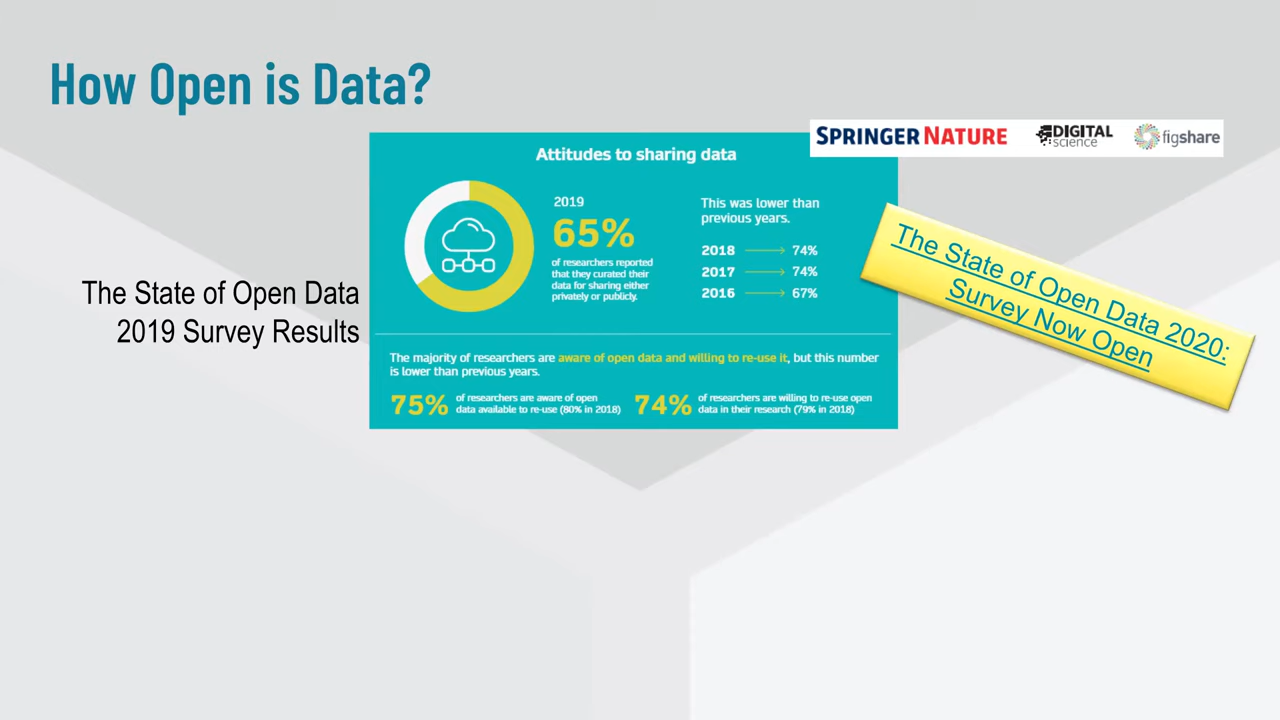 How Open is Data?
SPRINGER NATURE
DIGITAL
science
figshare
Attitudes to sharing data
2019
65%
of researchers reported
that they curated their
data for sharing either
privately or publicly.
This was lower than
previous years.
2018 74%
2017 74%
2016 67%
The State of Open Data
2019 Survey Results
The State of Open Data 2020:
Survey Now Open
The majority of researchers are aware of open data and willing to re-use it, but this number
is lower than previous years.
75% of researchers are aware of open
data available to re-use (80% in 2018)
74% of researchers are willing to re-use open
data in their research (79% in 2018)